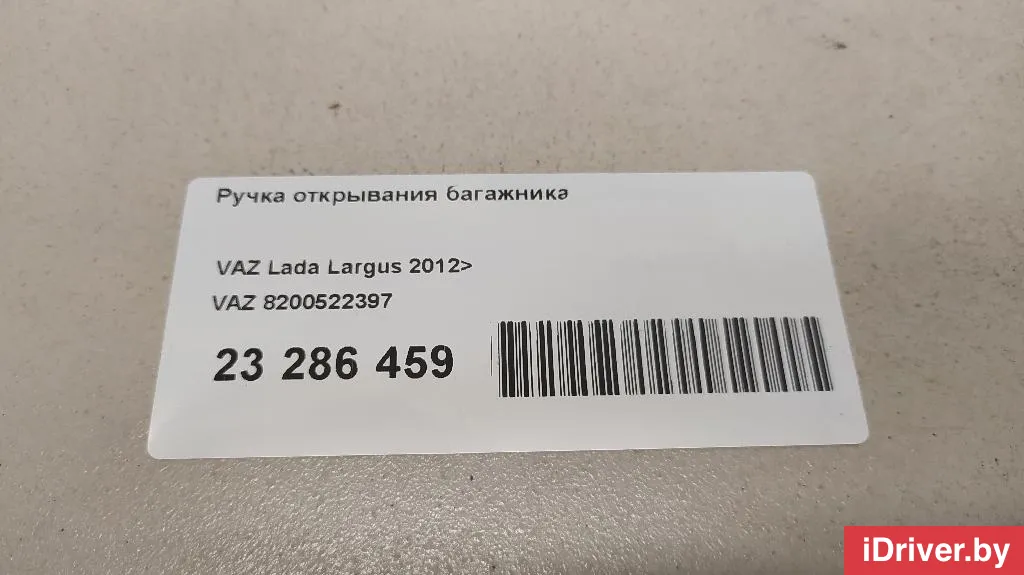 Ручка открывания багажника
VAZ Lada Largus 2012>
VAZ 8200522397
23 286 459
iDriver.by